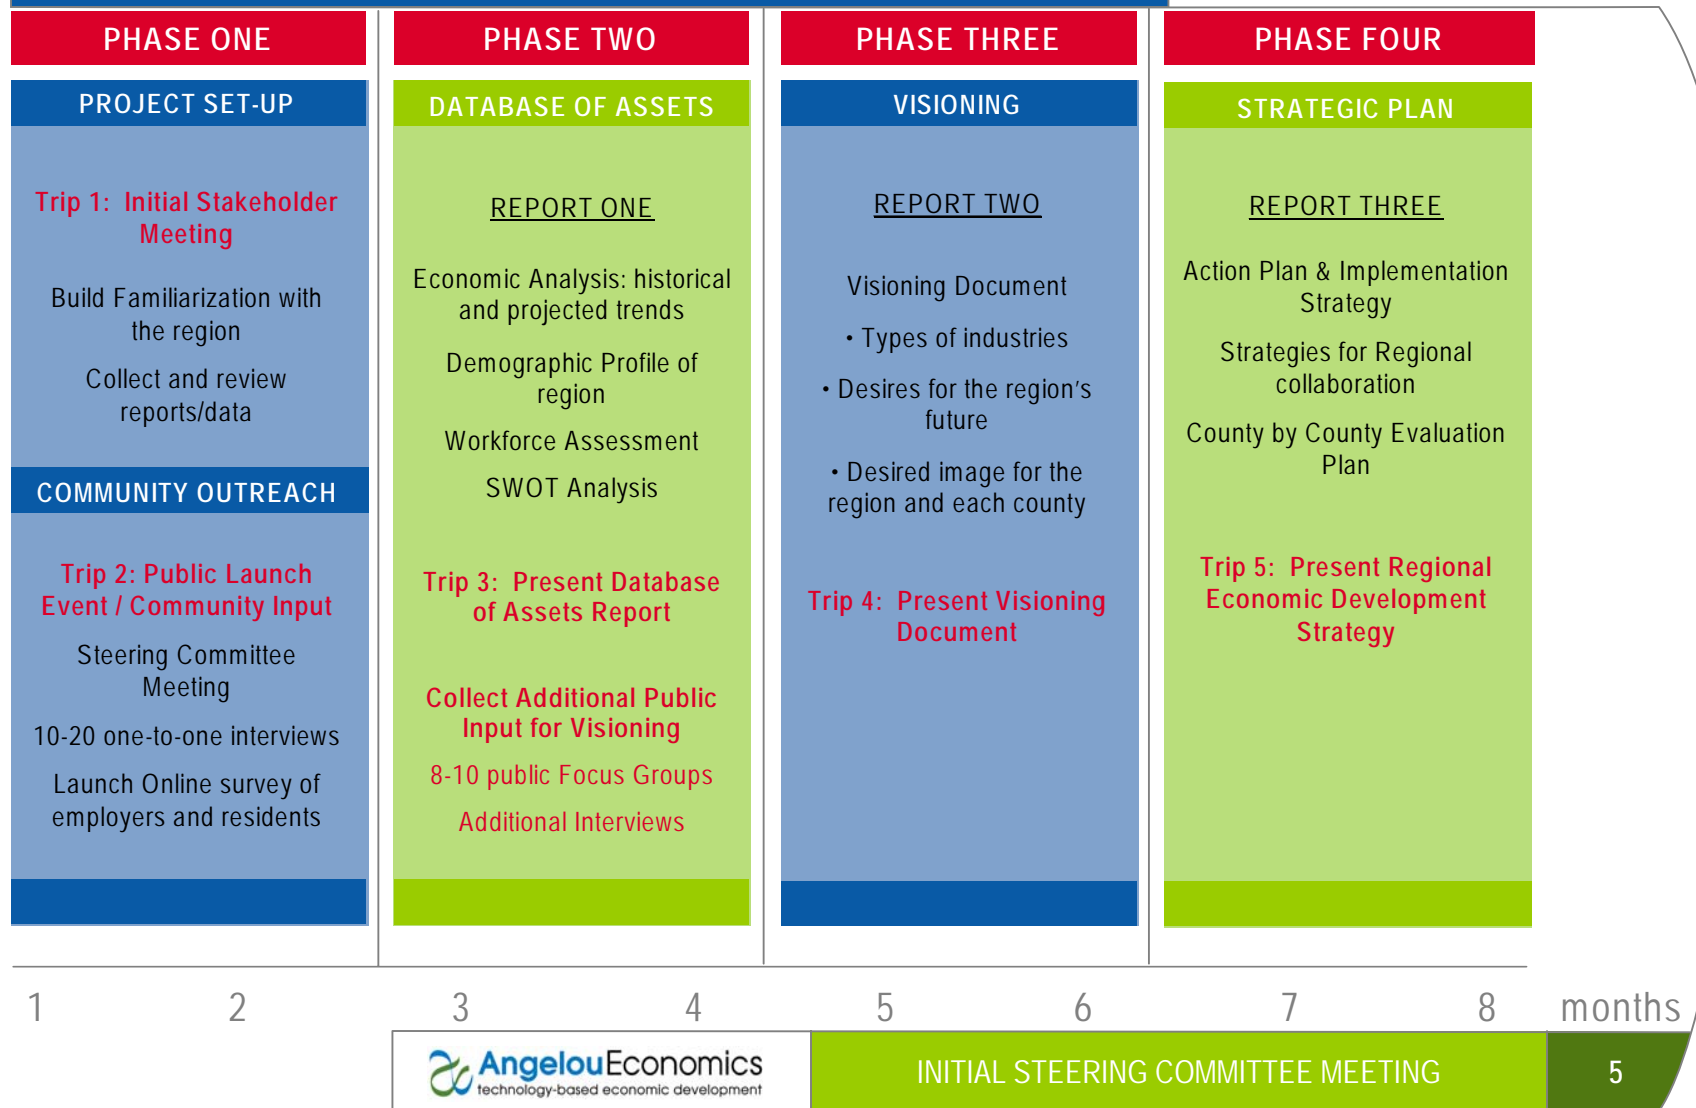 PHASE ONE
PROJECT SET-UP
Trip 1: Initial Stakeholder
Meeting
Build Familiarization with
the region
Collect and review
reports/data
COMMUNITY OUTREACH
Trip 2: Public Launch
Event / Community Input
Steering Committee
Meeting
10-20 one-to-one interviews
Launch Online survey of
employers and residents
PHASE TWO
DATABASE OF ASSETS
REPORT ONE
Economic Analysis: historical
and projected trends
Demographic Profile of
region
Workforce Assessment
SWOT Analysis
Trip 3: Present Database
of Assets Report
Collect Additional Public
Input for Visioning
8-10 public Focus Groups
Additional Interviews
PHASE THREE
VISIONING
REPORT TWO
Visioning Document
• Types of industries
• Desires for the region's
future
• Desired image for the
region and each county
Trip 4: Present Visioning
Document
PHASE FOUR
STRATEGIC PLAN
REPORT THREE
Action Plan & Implementation
Strategy
Strategies for Regional
collaboration
County by County Evaluation
Plan
Trip 5: Present Regional
Economic Development
Strategy
1 2 3 4 5 6 7 8 months
AngelouEconomics
technology-based economic development
INITIAL STEERING COMMITTEE MEETING
5